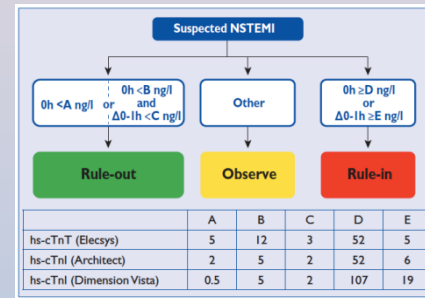 Suspected NSTEMI
0h <A ng/l or 0h <B ng/l and Δ0-1h <C ng/l
Other
0h ≥D ng/l
or
Δ0-1h ≥E ng/l
Rule-out Observe Rule-in
A B C D E
hs-cTnT (Elecsys) 5 12 3 52 5
hs-cTnI (Architect) 2 5 2 52 6
hs-cTnI (Dimension Vista) 0.5 5 2 107 19